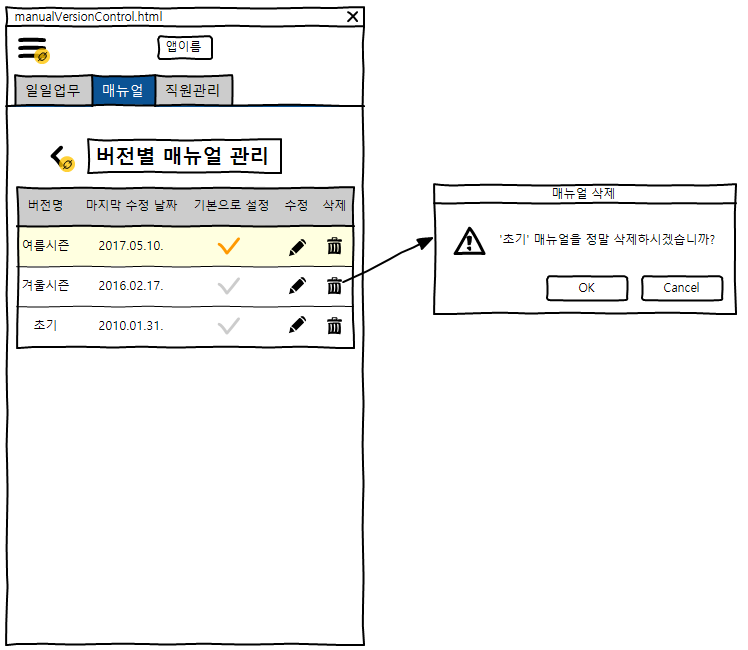 manualVersionControl.html
앱이름
일일업무 매뉴얼 직원관리
버전별 매뉴얼 관리
버전명 마지막 수정 날짜 기본으로 설정 수정 삭제
여름시즌 2017.05.10.
겨울시즌 2016.02.17.
초기 2010.01.31.
매뉴얼 삭제
'초기' 매뉴얼을 정말 삭제하시겠습니까?
OK Cancel